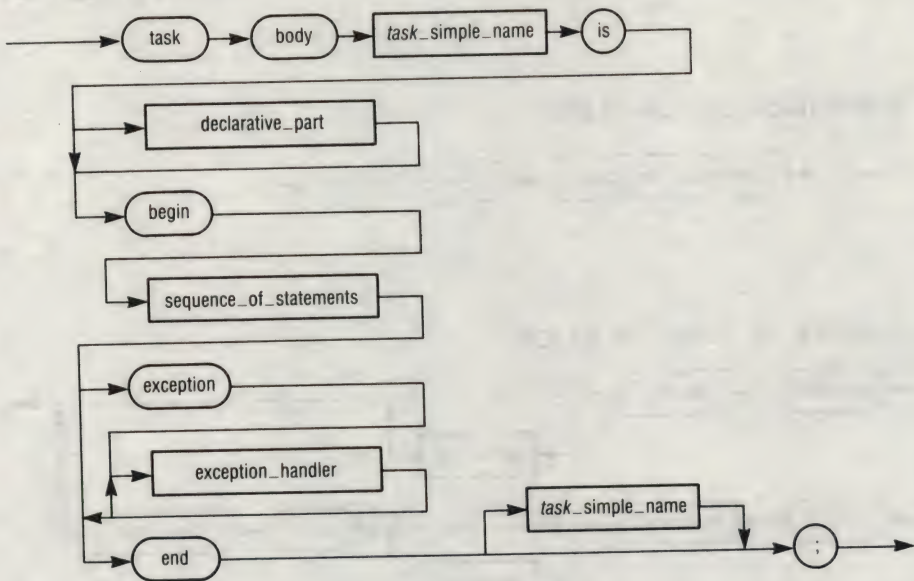 task body task_simple_name is
declarative_part
begin
sequence_of_statements
exception
exception_handler
task_simple_name
end ;